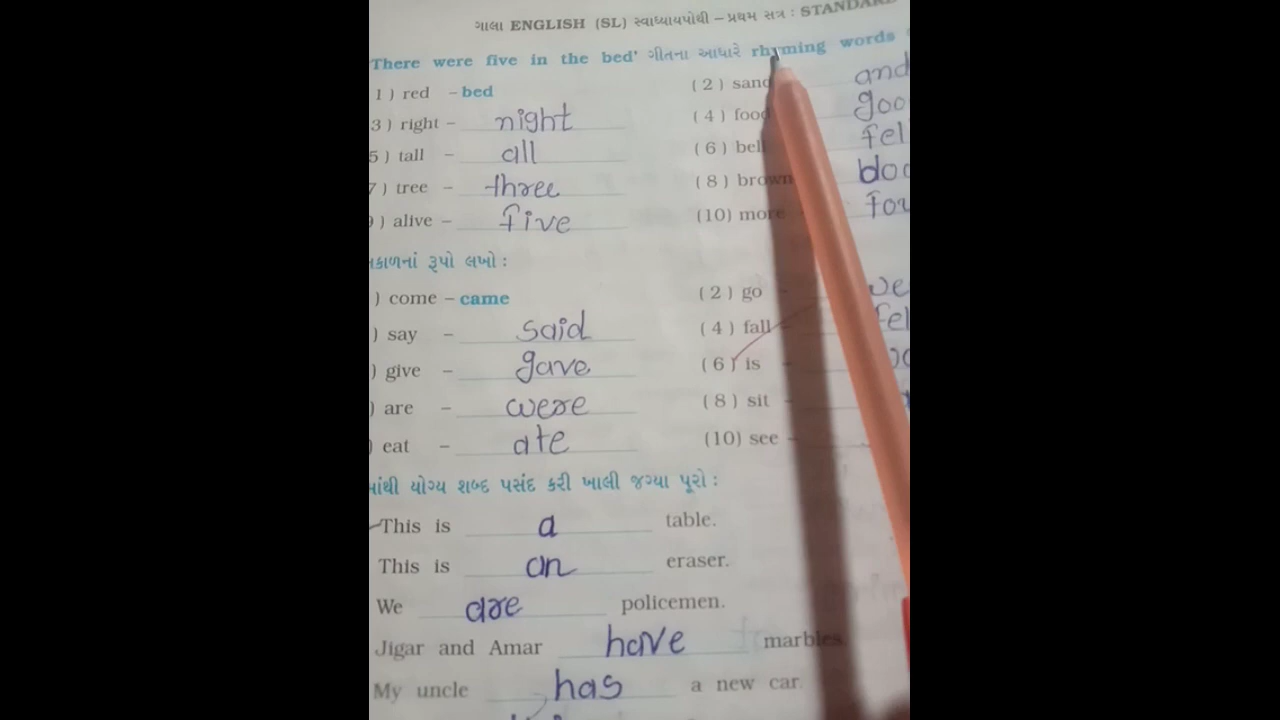 ગાલા ENGLISH (SL) સ્વાધ્યાયપોથી – પ્રથમ સત્ર : STANDARD
There were five in the bed' ગીતના આધારે rhyming words
1 ) red – bed ( 2 ) sand and
3 ) right – night ( 4 ) food goo
5 ) tall – all ( 6 ) bell fell
7 ) tree – three ( 8 ) brown
9 ) alive – five (10) more – fou
કાળનાં રૂપો લખો :
) come – came ( 2 ) go – we
) say – said ( 4 ) fall – fel
) give – gave ( 6 ) is –
) are – were ( 8 ) sit –
) eat – ate (10) see –
માંથી યોગ્ય શબ્દ પસંદ કરી ખાલી જગ્યા પૂરો :
This is a table.
This is an eraser.
We are policemen.
Jigar and Amar have marbles.
My uncle has a new car.